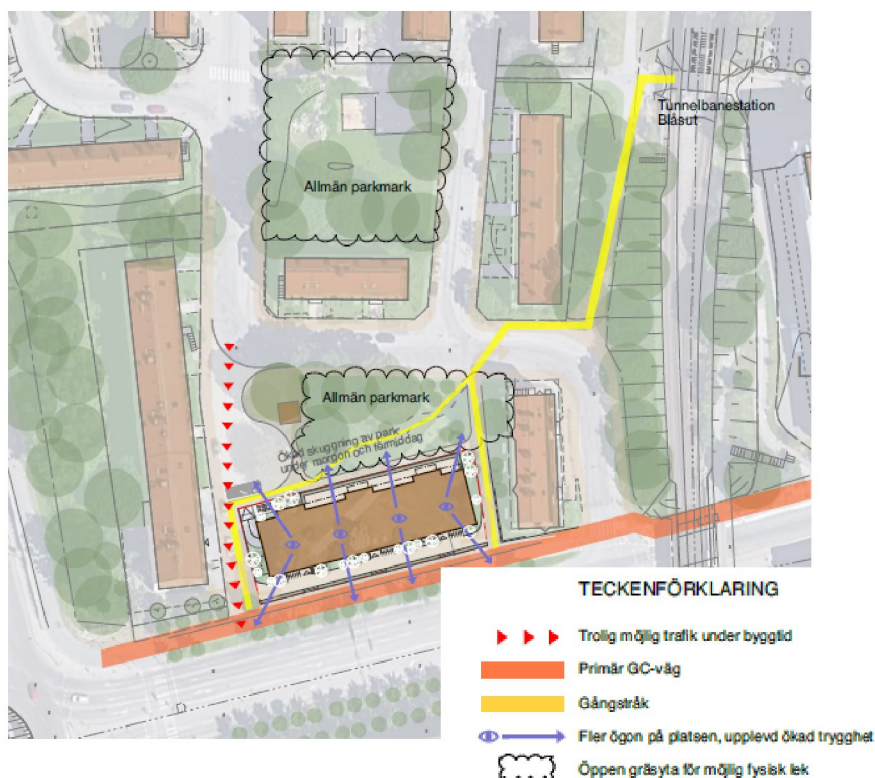 Tunnelbanestation
Blåsut
Allmän parkmark
Allmän parkmark
Ökad skuggning av park
under morgon och förmiddag
TECKENFÖRKLARING
Trolig möjlig trafik under byggtid
Primär GC-väg
Gångstråk
Fler ögon på platsen, upplevd ökad trygghet
Öppen gräsyta för möjlig fysisk lek